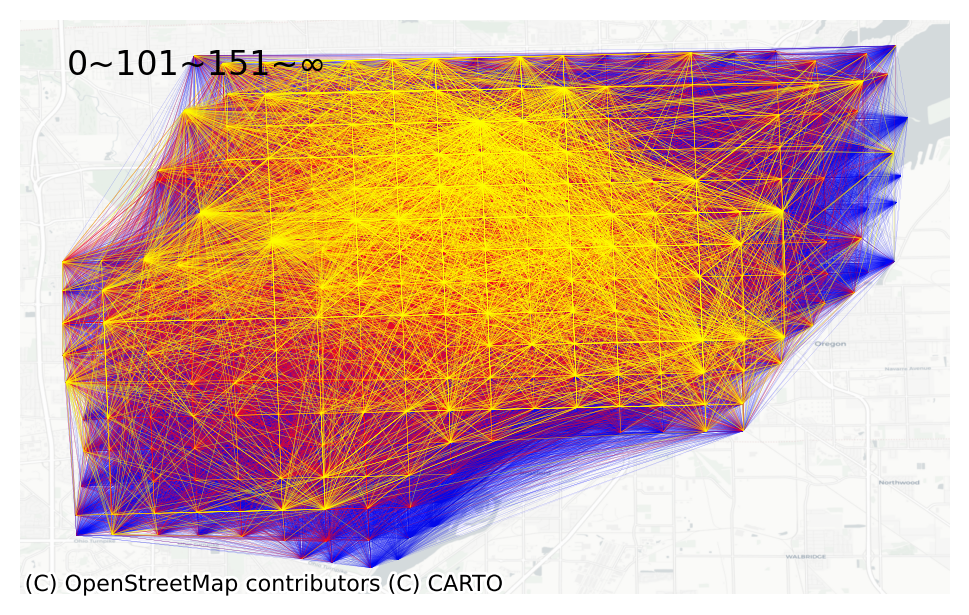 0~101~151~∞
Oregon
Northwood
WALBRIDGE
(C) OpenStreetMap contributors (C) CARTO